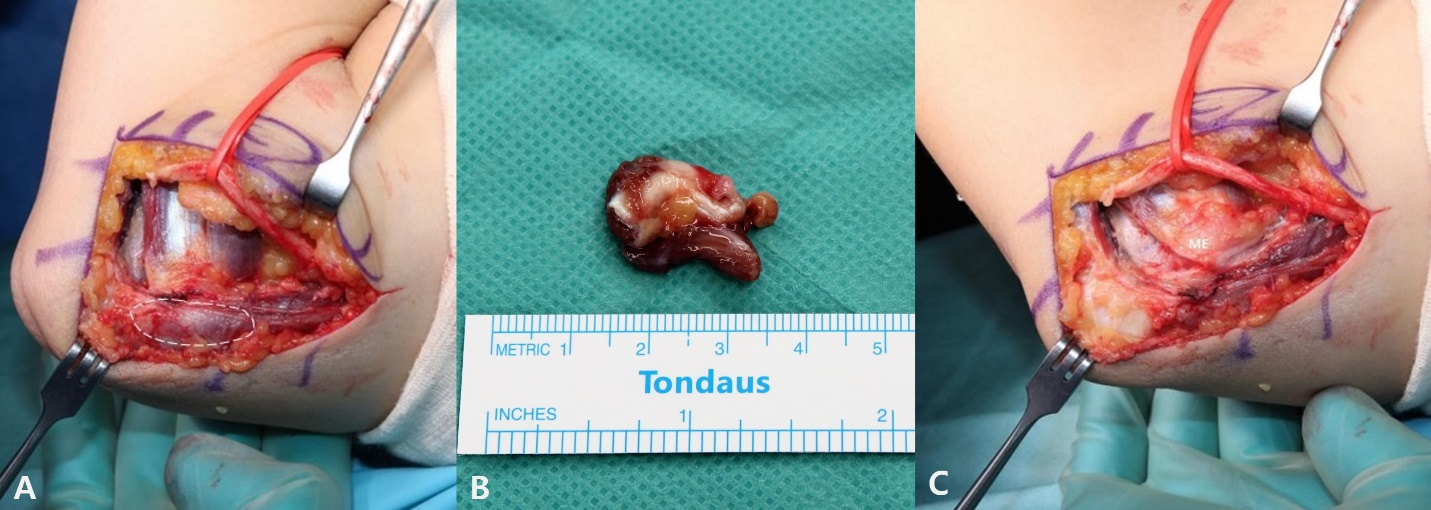 A
METRIC 1 2 3 4 5
Tondaus
INCHES 1 2
B
ME
C